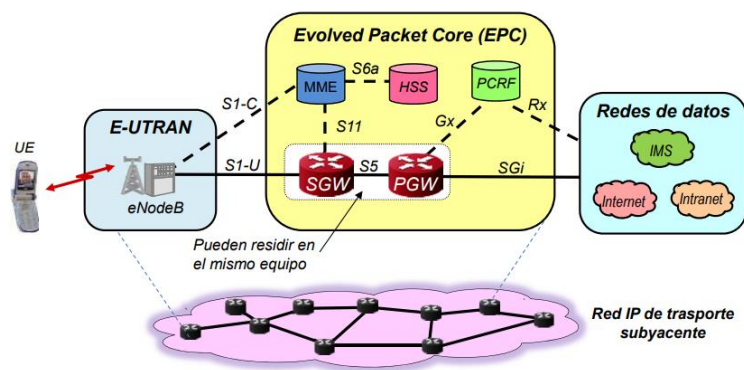 Evolved Packet Core (EPC)
MME
S6a
HSS
PCRF
S1-C
S11
Gx
Rx
E-UTRAN
UE
eNodeB
S1-U
SGW
S5
PGW
SGi
Redes de datos
IMS
Internet
Intranet
Pueden residir en
el mismo equipo
Red IP de trasporte
subyacente